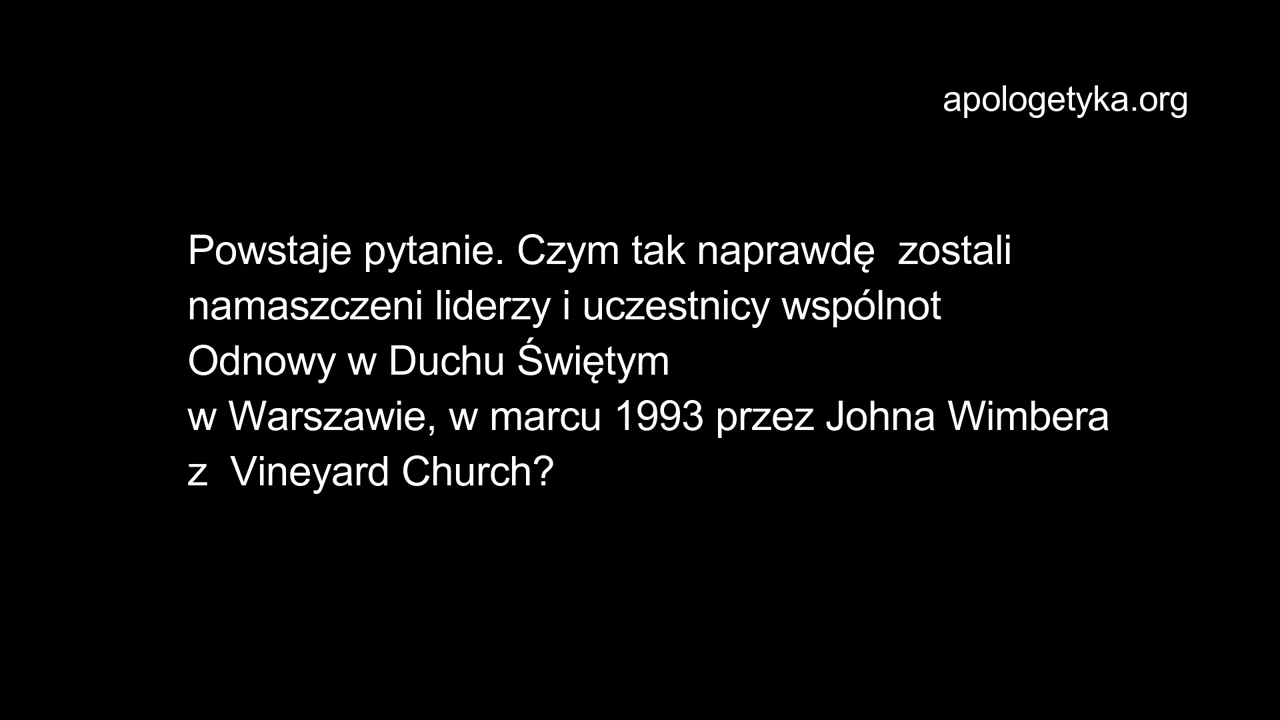 apologetyka.org
Powstaje pytanie. Czym tak naprawdę  zostali
namaszczeni liderzy i uczestnicy wspólnot
Odnowy w Duchu Świętym
w Warszawie, w marcu 1993 przez Johna Wimbera
z  Vineyard Church?